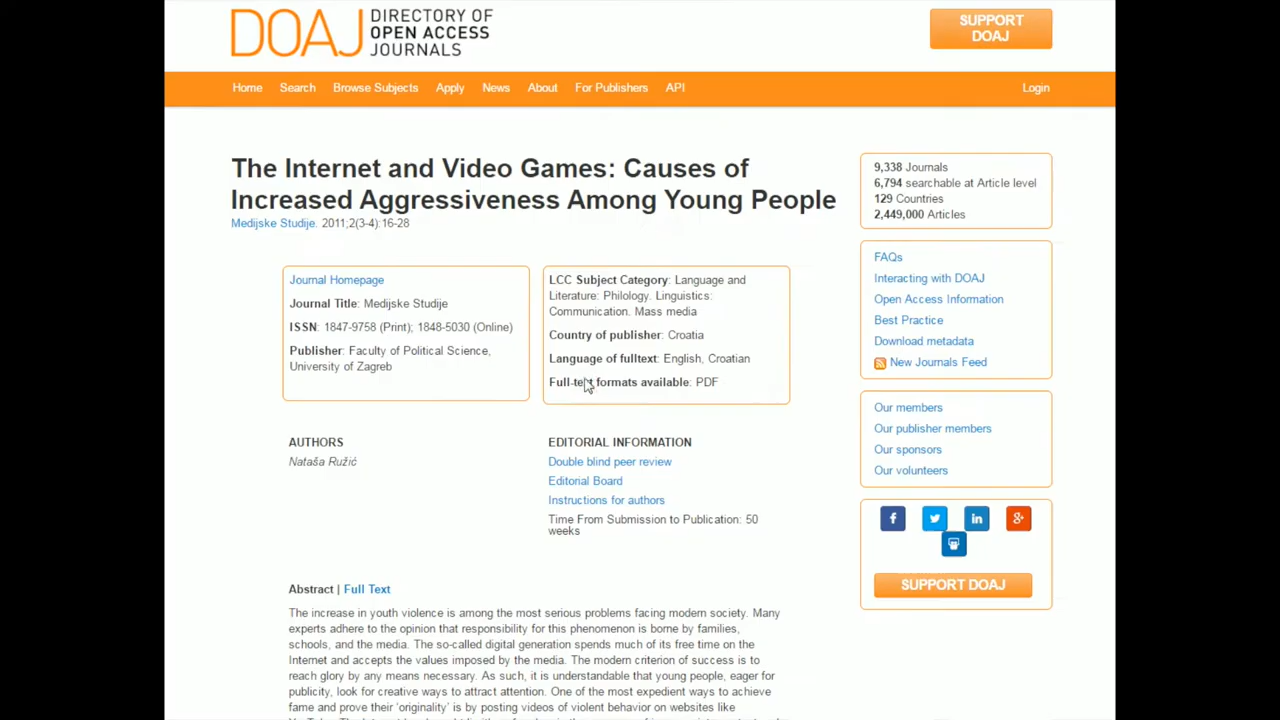 DOAJ DIRECTORY OF OPEN ACCESS JOURNALS
SUPPORT DOAJ
Home Search Browse Subjects Apply News About For Publishers API Login
The Internet and Video Games: Causes of
Increased Aggressiveness Among Young People
Medijske Studije. 2011;2(3-4):16-28
Journal Homepage
Journal Title: Medijske Studije
ISSN: 1847-9758 (Print); 1848-5030 (Online)
Publisher: Faculty of Political Science,
University of Zagreb
LCC Subject Category: Language and
Literature: Philology. Linguistics:
Communication. Mass media
Country of publisher: Croatia
Language of fulltext: English, Croatian
Full-text formats available: PDF
AUTHORS
Nataša Ružić
EDITORIAL INFORMATION
Double blind peer review
Editorial Board
Instructions for authors
Time From Submission to Publication: 50
weeks
Abstract | Full Text
The increase in youth violence is among the most serious problems facing modern society. Many
experts adhere to the opinion that responsibility for this phenomenon is borne by families,
schools, and the media. The so-called digital generation spends much of its free time on the
Internet and accepts the values imposed by the media. The modern criterion of success is to
reach glory by any means necessary. As such, it is understandable that young people, eager for
publicity, look for creative ways to attract attention. One of the most expedient ways to achieve
fame and prove their 'originality' is by posting videos of violent behavior on websites like
9,338 Journals
6,794 searchable at Article level
129 Countries
2,449,000 Articles
FAQs
Interacting with DOAJ
Open Access Information
Best Practice
Download metadata
New Journals Feed
Our members
Our publisher members
Our sponsors
Our volunteers
SUPPORT DOAJ